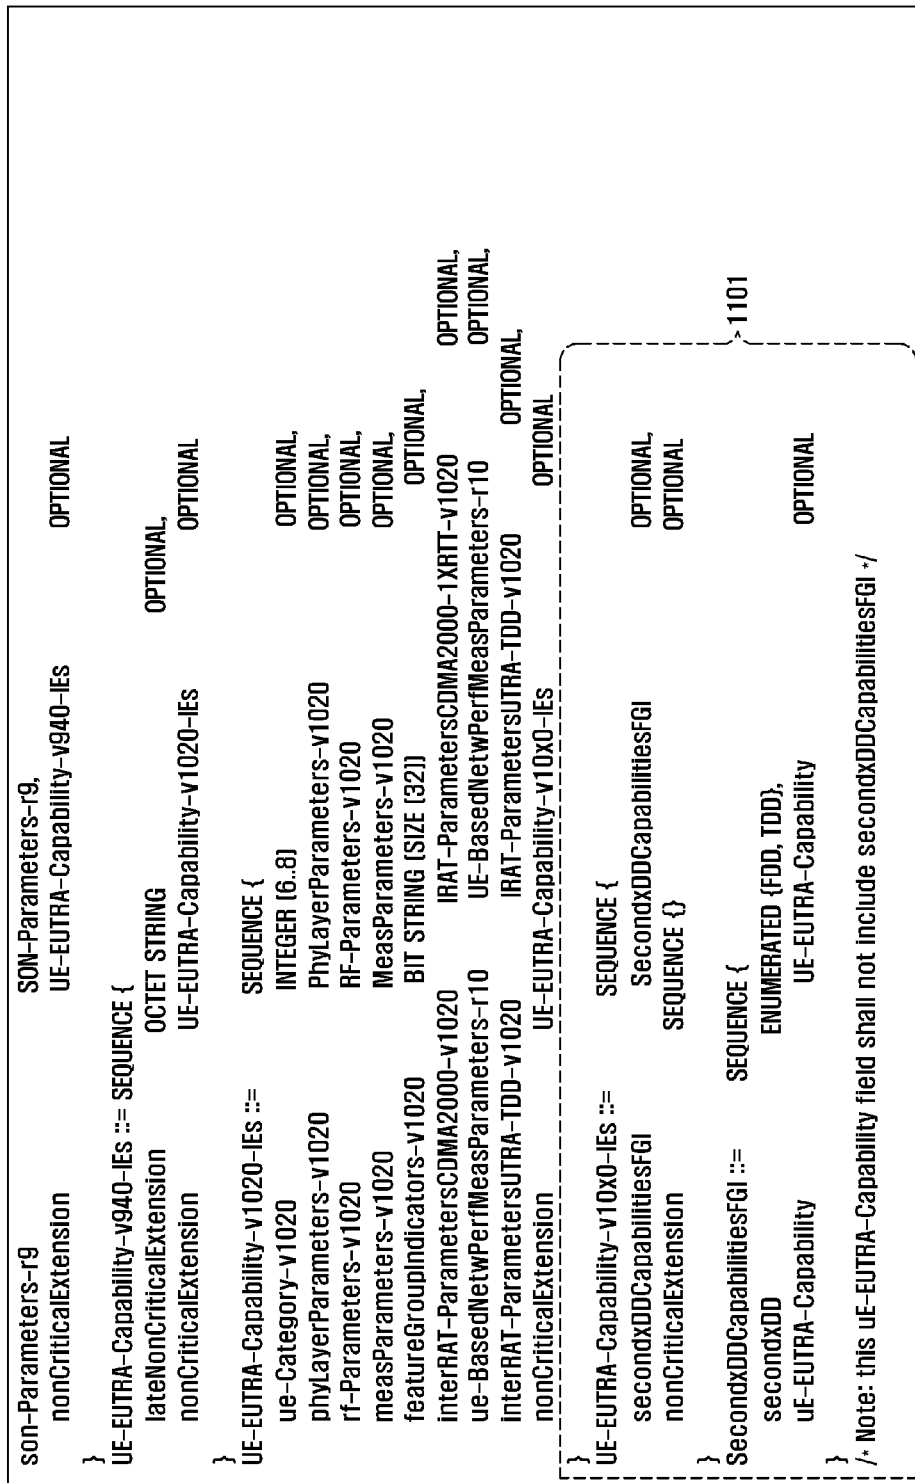 son-Parameters-r9 SON-Parameters-r9,
nonCriticalExtension UE-EUTRA-Capability-v940-IEs OPTIONAL
}
UE-EUTRA-Capability-v940-IEs ::= SEQUENCE {
lateNonCriticalExtension OCTET STRING OPTIONAL,
nonCriticalExtension UE-EUTRA-Capability-v1020-IEs OPTIONAL
}
UE-EUTRA-Capability-v1020-IEs ::= SEQUENCE {
ue-Category-v1020 INTEGER (6..8) OPTIONAL,
phyLayerParameters-v1020 PhyLayerParameters-v1020 OPTIONAL,
rf-Parameters-v1020 RF-Parameters-v1020 OPTIONAL,
measParameters-v1020 MeasParameters-v1020 OPTIONAL,
featureGroupIndicators-v1020 BIT STRING (SIZE (32)) OPTIONAL,
interRAT-ParametersCDMA2000-v1020 IRAT-ParametersCDMA2000-1XRTT-v1020 OPTIONAL,
ue-BasedNetwPerfMeasParameters-r10 UE-BasedNetwPerfMeasParameters-r10 OPTIONAL,
interRAT-ParametersUTRA-TDD-v1020 IRAT-ParametersUTRA-TDD-v1020 OPTIONAL,
nonCriticalExtension UE-EUTRA-Capability-v10x0-IEs OPTIONAL
}
UE-EUTRA-Capability-v10x0-IEs ::= SEQUENCE {
secondxDDCapabilitiesFGI SecondxDDCapabilitiesFGI OPTIONAL,
nonCriticalExtension SEQUENCE {} OPTIONAL
}
SecondxDDCapabilitiesFGI ::= SEQUENCE {
secondxDD ENUMERATED {FDD, TDD},
uE-EUTRA-Capability UE-EUTRA-Capability OPTIONAL
}
/* Note: this uE-EUTRA-Capability field shall not include secondxDDCapabilitiesFGI */
1101